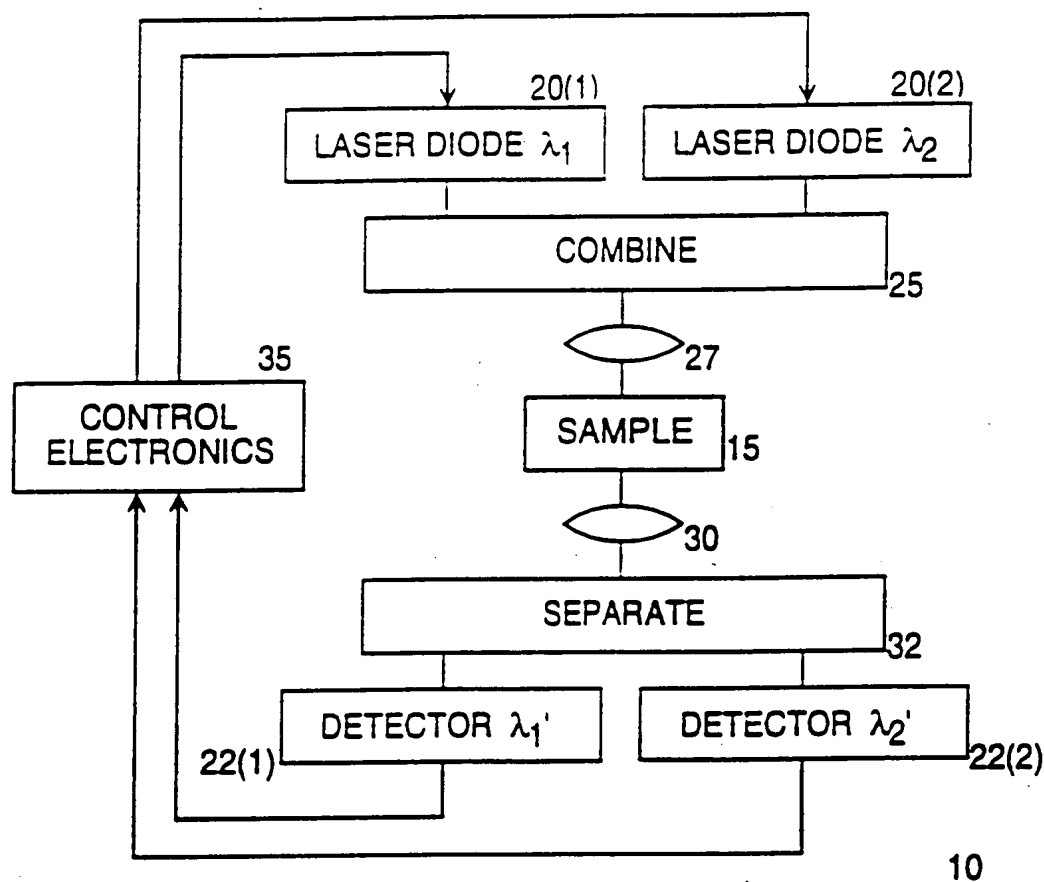 20(1)
20(2)
LASER DIODE λ1
LASER DIODE λ2
COMBINE
25
27
35
CONTROL
ELECTRONICS
SAMPLE
15
30
SEPARATE
32
DETECTOR λ1'
DETECTOR λ2'
22(1)
22(2)
10